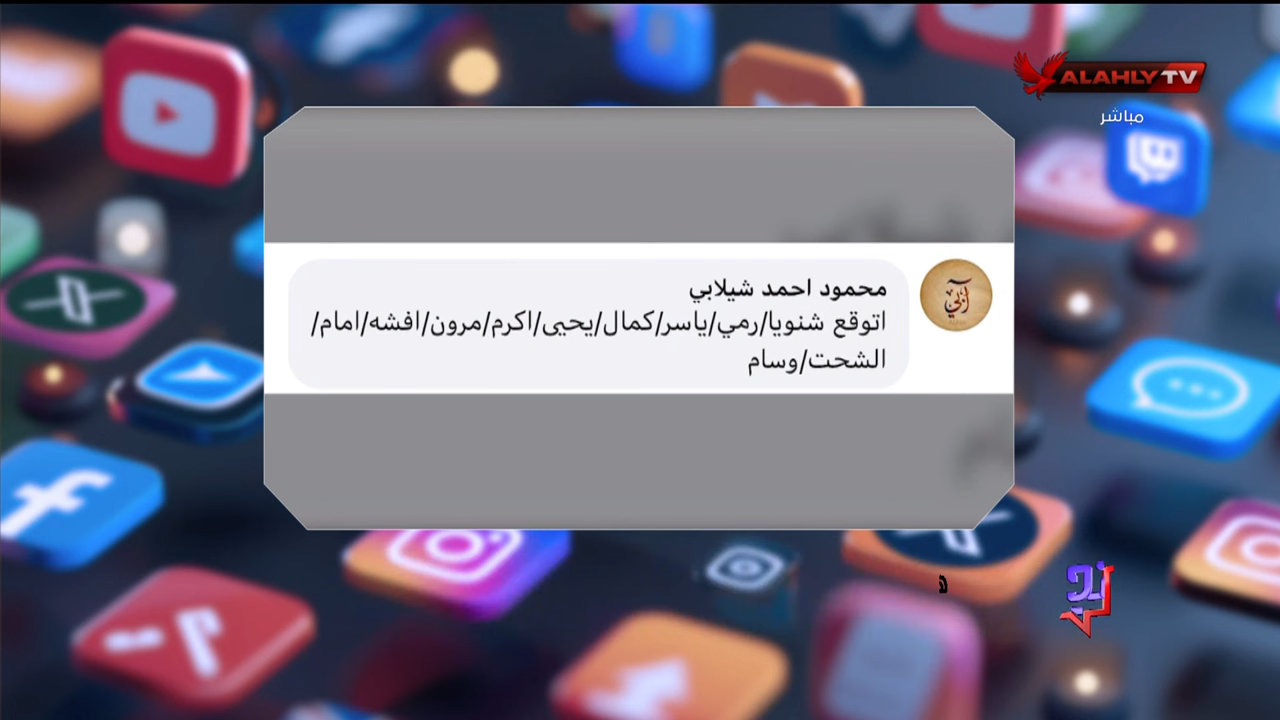 ALAHLY TV
مباشر
محمود احمد شيلابي
اتوقع شنويا/رمي/ياسر/كمال/يحيى/اكرم/مرون/افشه/امام/
الشحت/وسام